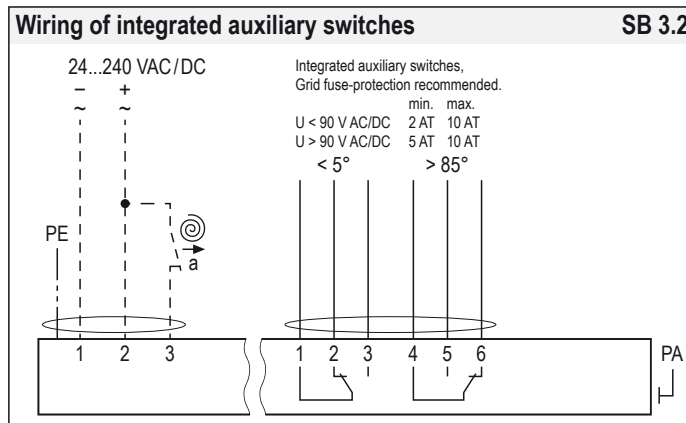 Wiring of integrated auxiliary switches SB 3.2
24...240 VAC/DC
– +
~ ~
Integrated auxiliary switches,
Grid fuse-protection recommended.
min. max.
U < 90 V AC/DC 2 AT 10 AT
U > 90 V AC/DC 5 AT 10 AT
< 5° > 85°
PE
a
1 2 3 1 2 3 4 5 6 PA